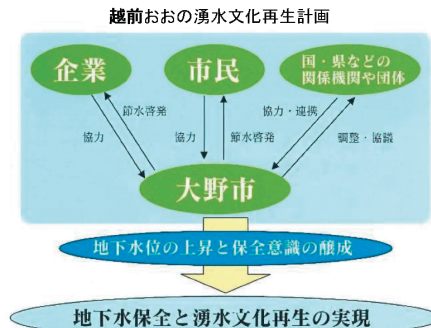 越前おおの湧水文化再生計画
企業
市民
国・県などの
関係機関や団体
節水啓発
協力・連携
協力
協力
節水啓発
調整・協議
大野市
地下水位の上昇と保全意識の醸成
地下水保全と湧水文化再生の実現